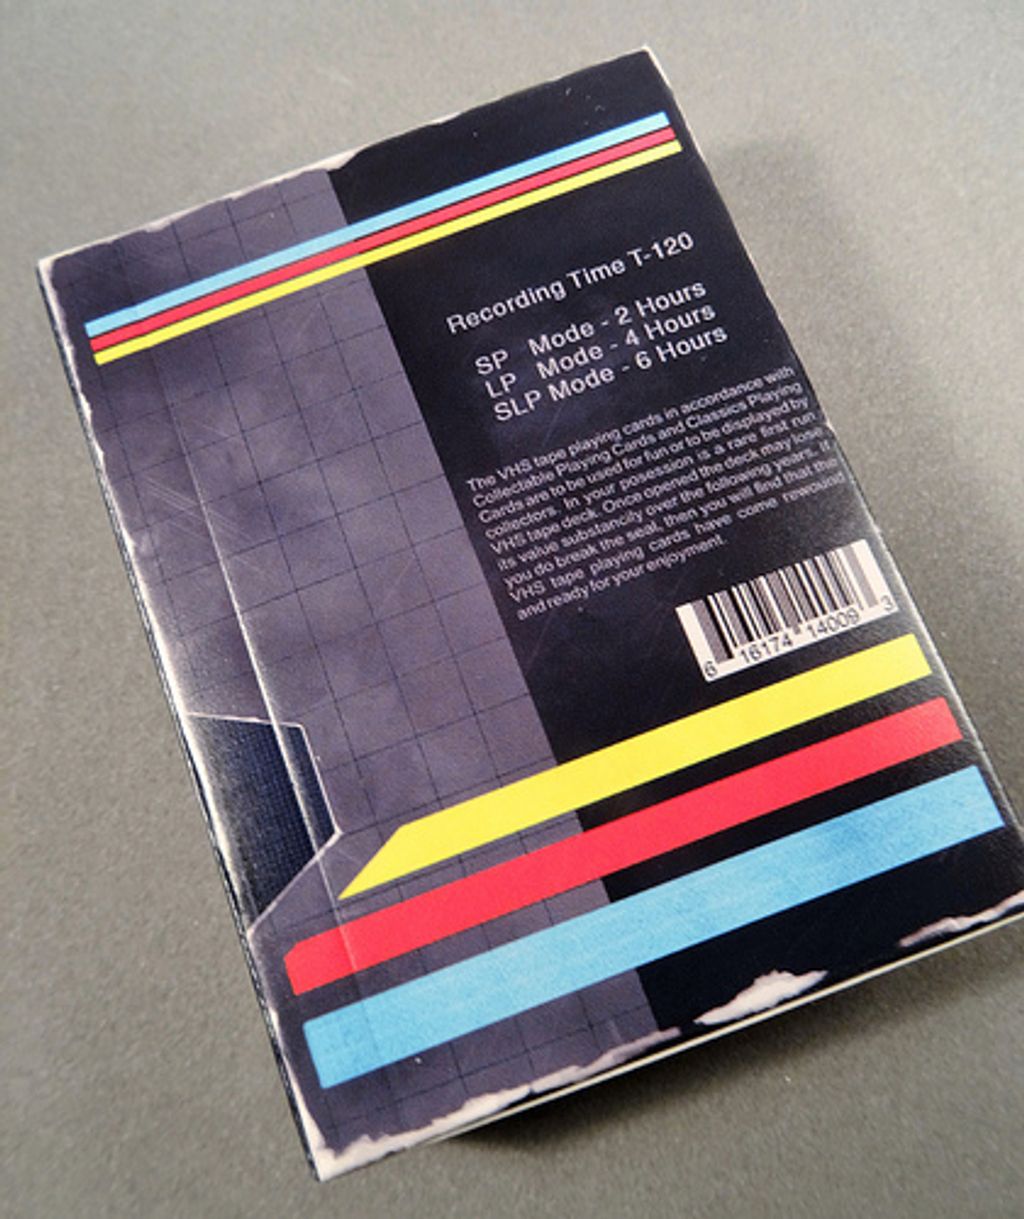 Recording Time T-120
SP Mode - 2 Hours
LP Mode - 4 Hours
SLP Mode - 6 Hours
The VHS tape playing cards in accordance with
Collectable Playing Cards and Classics Playing
Cards are to be used for fun or to be displayed by
collectors. In your posession is a rare first run
VHS tape deck. Once opened the deck may lose
its value substancily over the following years. If
you do break the seal, then you will find that the
VHS tape playing cards have come rewound
and ready for your enjoyment.
6 16174 14009 3